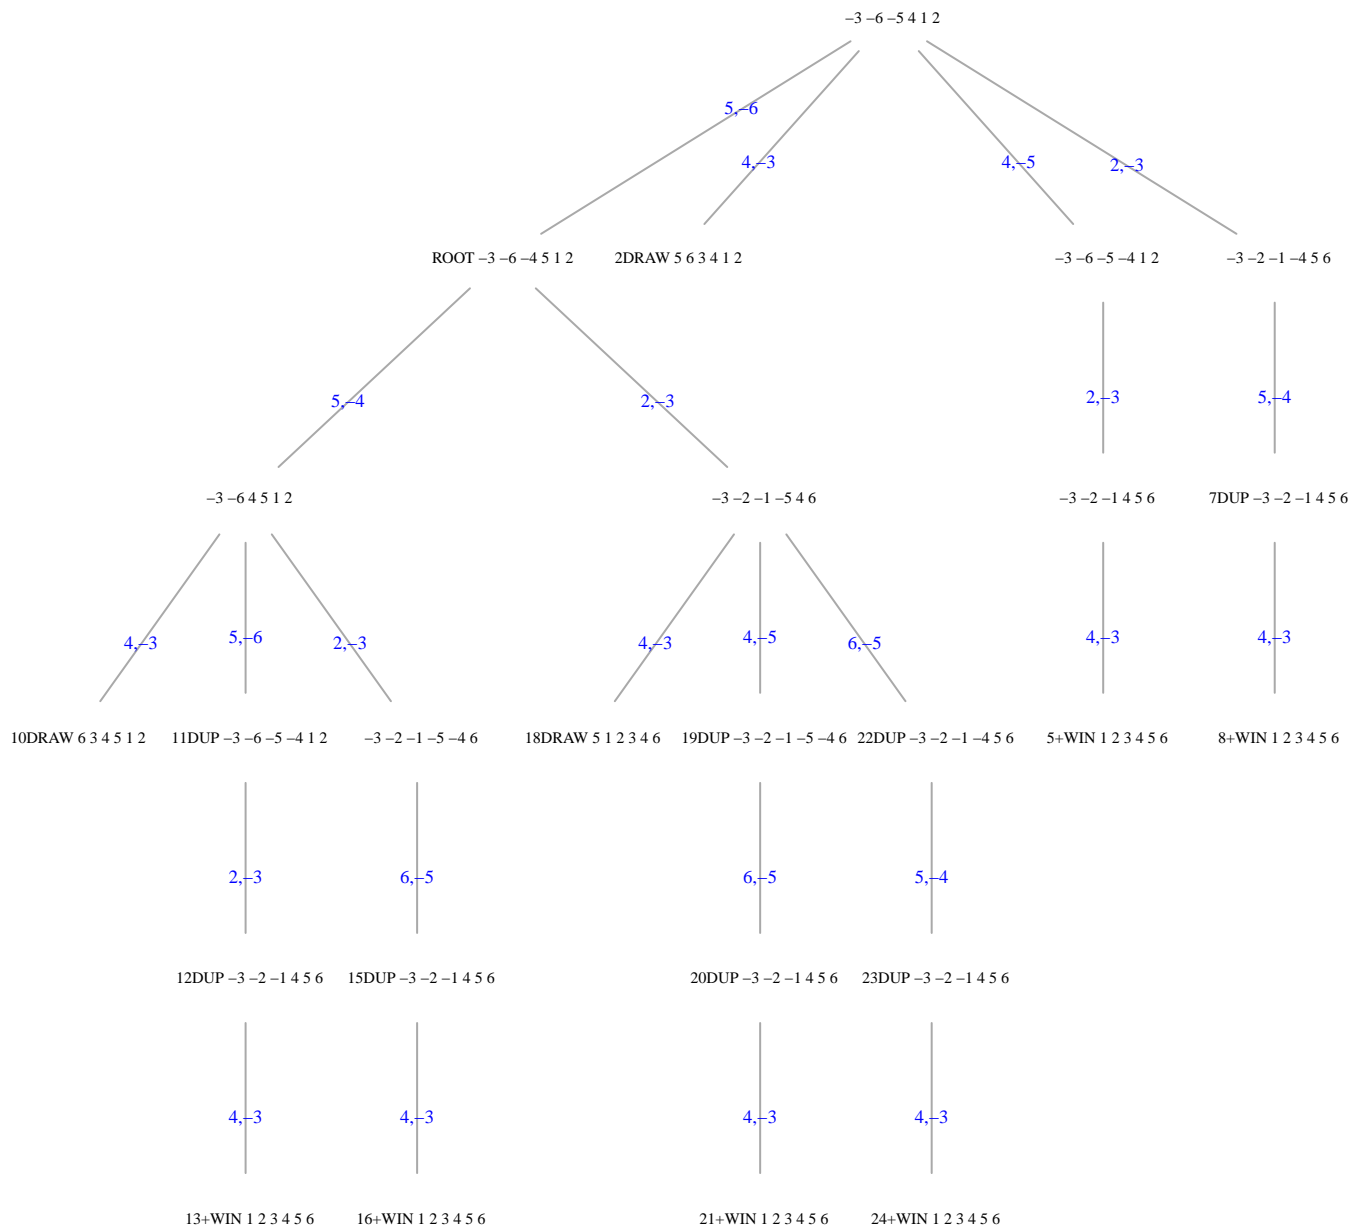 −3 −6 −5 4 1 2
5,−6
4,−3
4,−5
2,−3
ROOT −3 −6 −4 5 1 2
2DRAW 5 6 3 4 1 2
−3 −6 −5 −4 1 2
−3 −2 −1 −4 5 6
5,−4
2,−3
2,−3
5,−4
−3 −6 4 5 1 2
−3 −2 −1 −5 4 6
−3 −2 −1 4 5 6
7DUP −3 −2 −1 4 5 6
4,−3
5,−6
2,−3
4,−3
4,−5
6,−5
4,−3
4,−3
10DRAW 6 3 4 5 1 2
11DUP −3 −6 −5 −4 1 2
−3 −2 −1 −5 −4 6
18DRAW 5 1 2 3 4 6
19DUP −3 −2 −1 −5 −4 6
22DUP −3 −2 −1 −4 5 6
5+WIN 1 2 3 4 5 6
8+WIN 1 2 3 4 5 6
2,−3
6,−5
6,−5
5,−4
12DUP −3 −2 −1 4 5 6
15DUP −3 −2 −1 4 5 6
20DUP −3 −2 −1 4 5 6
23DUP −3 −2 −1 4 5 6
4,−3
4,−3
4,−3
4,−3
13+WIN 1 2 3 4 5 6
16+WIN 1 2 3 4 5 6
21+WIN 1 2 3 4 5 6
24+WIN 1 2 3 4 5 6